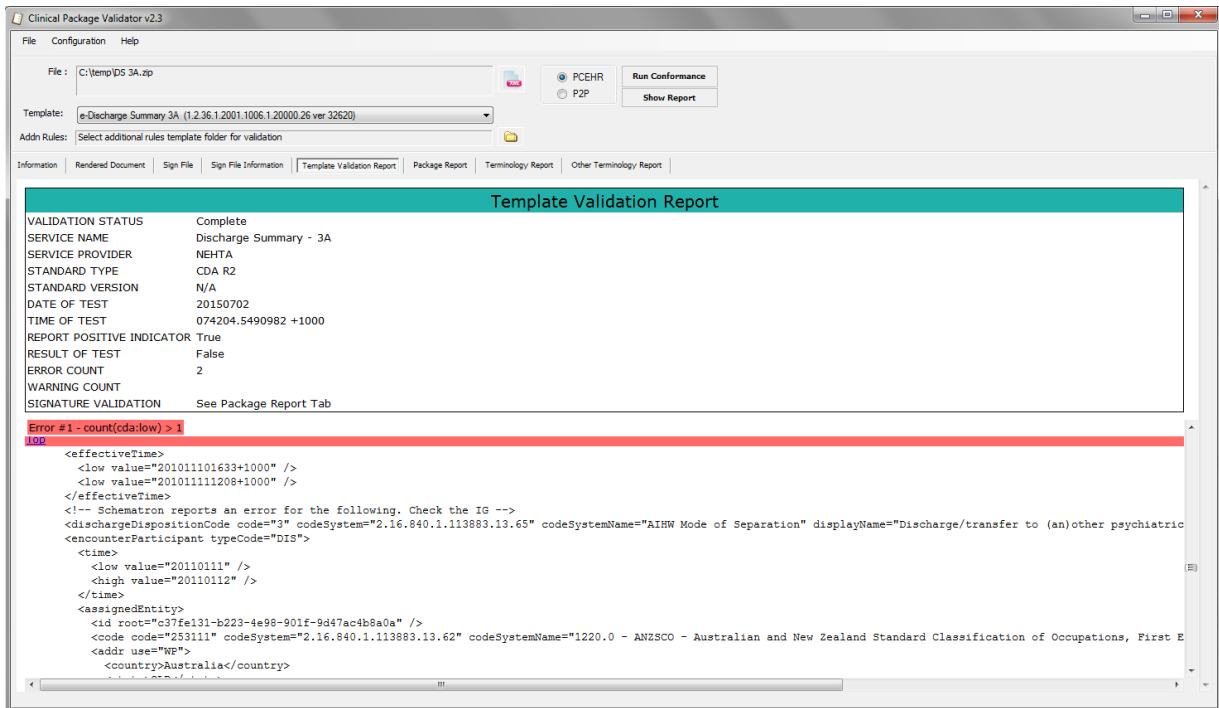 Clinical Package Validator v2.3
File Configuration Help
File : C:\temp\DS 3A.zip
PCEHR
Run Conformance
P2P
Show Report
Template: e-Discharge Summary 3A (1.2.36.1.2001.1006.1.20000.26 ver 32620)
Addn Rules: Select additional rules template folder for validation
Information Rendered Document Sign File Sign File Information Template Validation Report Package Report Terminology Report Other Terminology Report
Template Validation Report
VALIDATION STATUS Complete
SERVICE NAME Discharge Summary - 3A
SERVICE PROVIDER NEHTA
STANDARD TYPE CDA R2
STANDARD VERSION N/A
DATE OF TEST 20150702
TIME OF TEST 074204.5490982 +1000
REPORT POSITIVE INDICATOR True
RESULT OF TEST False
ERROR COUNT 2
WARNING COUNT
SIGNATURE VALIDATION See Package Report Tab
Error #1 - count(cda:low) > 1
Top
<effectiveTime>
<low value="201011101633+1000" />
<low value="201011111208+1000" />
</effectiveTime>
<!-- Schematron reports an error for the following. Check the IG -->
<dischargeDispositionCode code="3" codeSystem="2.16.840.1.113883.13.65" codeSystemName="AIHW Mode of Separation" displayName="Discharge/transfer to (an)other psychiatric
<encounterParticipant typeCode="DIS">
<time>
<low value="20110111" />
<high value="20110112" />
</time>
<assignedEntity>
<id root="c37fe131-b223-4e98-901f-9d47ac4b8a0a" />
<code code="253111" codeSystem="2.16.840.1.113883.13.62" codeSystemName="1220.0 - ANZSCO - Australian and New Zealand Standard Classification of Occupations, First E
<addr use="WP">
<country>Australia</country>